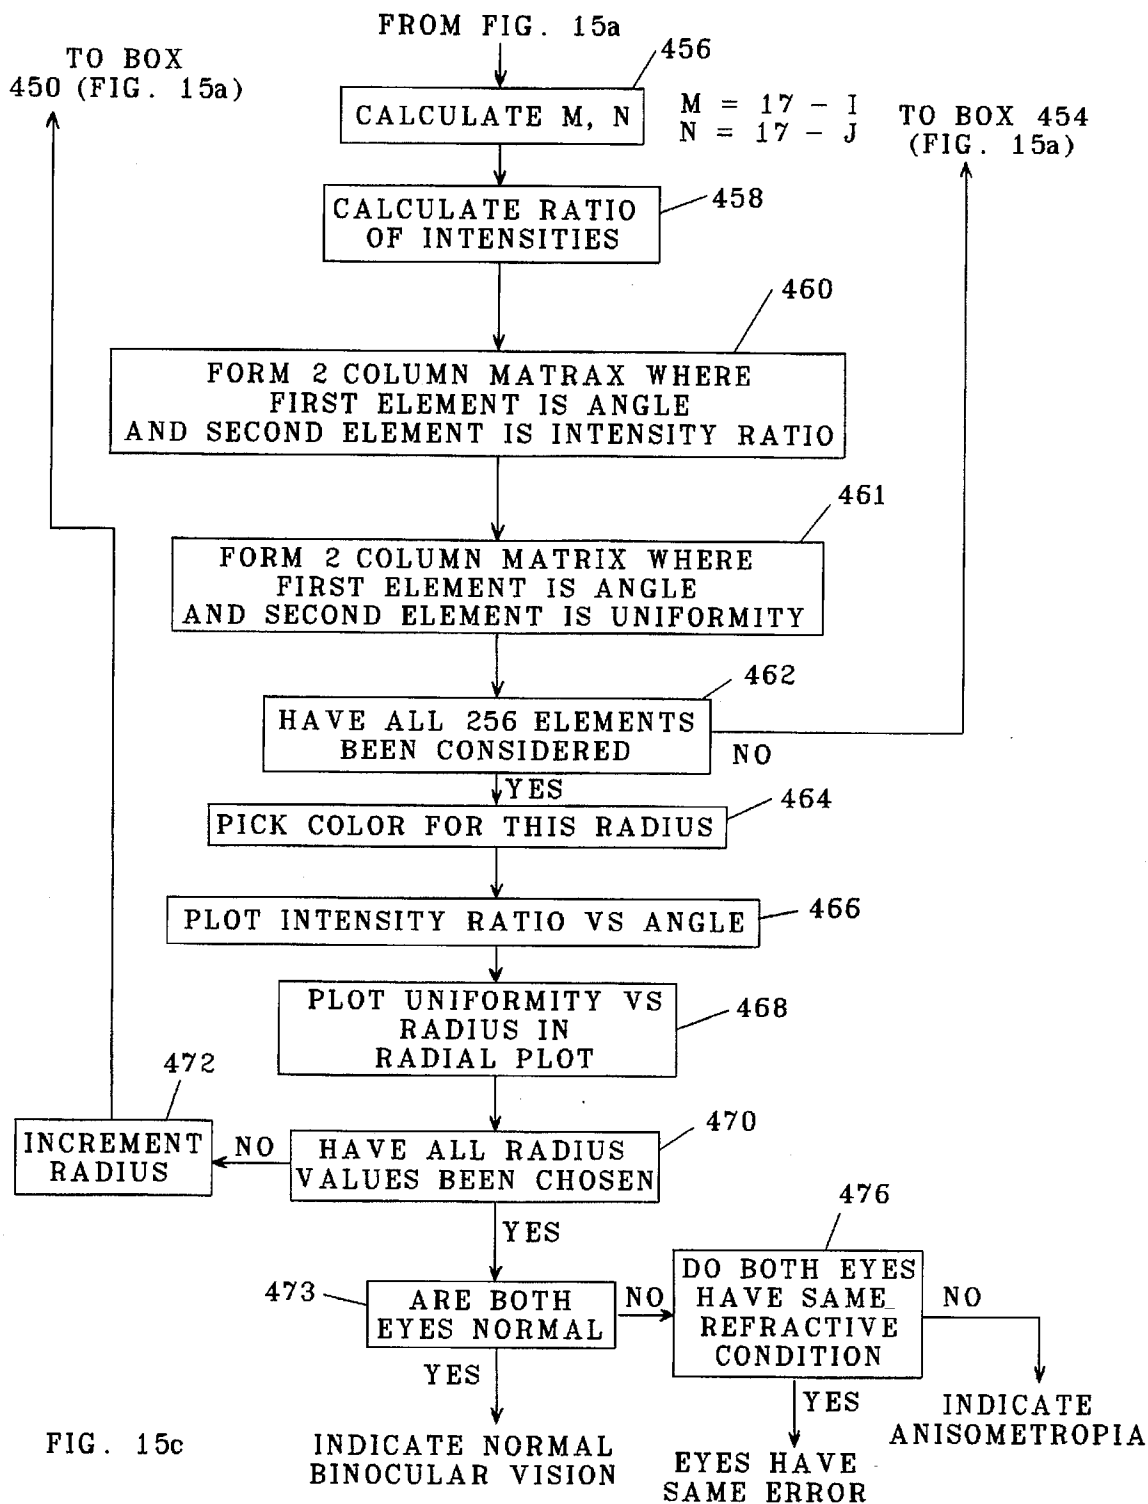 FROM FIG. 15a
TO BOX
450 (FIG. 15a)
456
CALCULATE M, N
M = 17 - I
N = 17 - J
TO BOX 454
(FIG. 15a)
458
CALCULATE RATIO
OF INTENSITIES
460
FORM 2 COLUMN MATRAX WHERE
FIRST ELEMENT IS ANGLE
AND SECOND ELEMENT IS INTENSITY RATIO
461
FORM 2 COLUMN MATRIX WHERE
FIRST ELEMENT IS ANGLE
AND SECOND ELEMENT IS UNIFORMITY
462
HAVE ALL 256 ELEMENTS
BEEN CONSIDERED
NO
YES
464
PICK COLOR FOR THIS RADIUS
466
PLOT INTENSITY RATIO VS ANGLE
468
PLOT UNIFORMITY VS
RADIUS IN
RADIAL PLOT
472
INCREMENT
RADIUS
NO
470
HAVE ALL RADIUS
VALUES BEEN CHOSEN
YES
476
473
ARE BOTH
EYES NORMAL
NO
DO BOTH EYES
HAVE SAME
REFRACTIVE
CONDITION
NO
YES
YES
INDICATE
ANISOMETROPIA
FIG. 15c
INDICATE NORMAL
BINOCULAR VISION
EYES HAVE
SAME ERROR